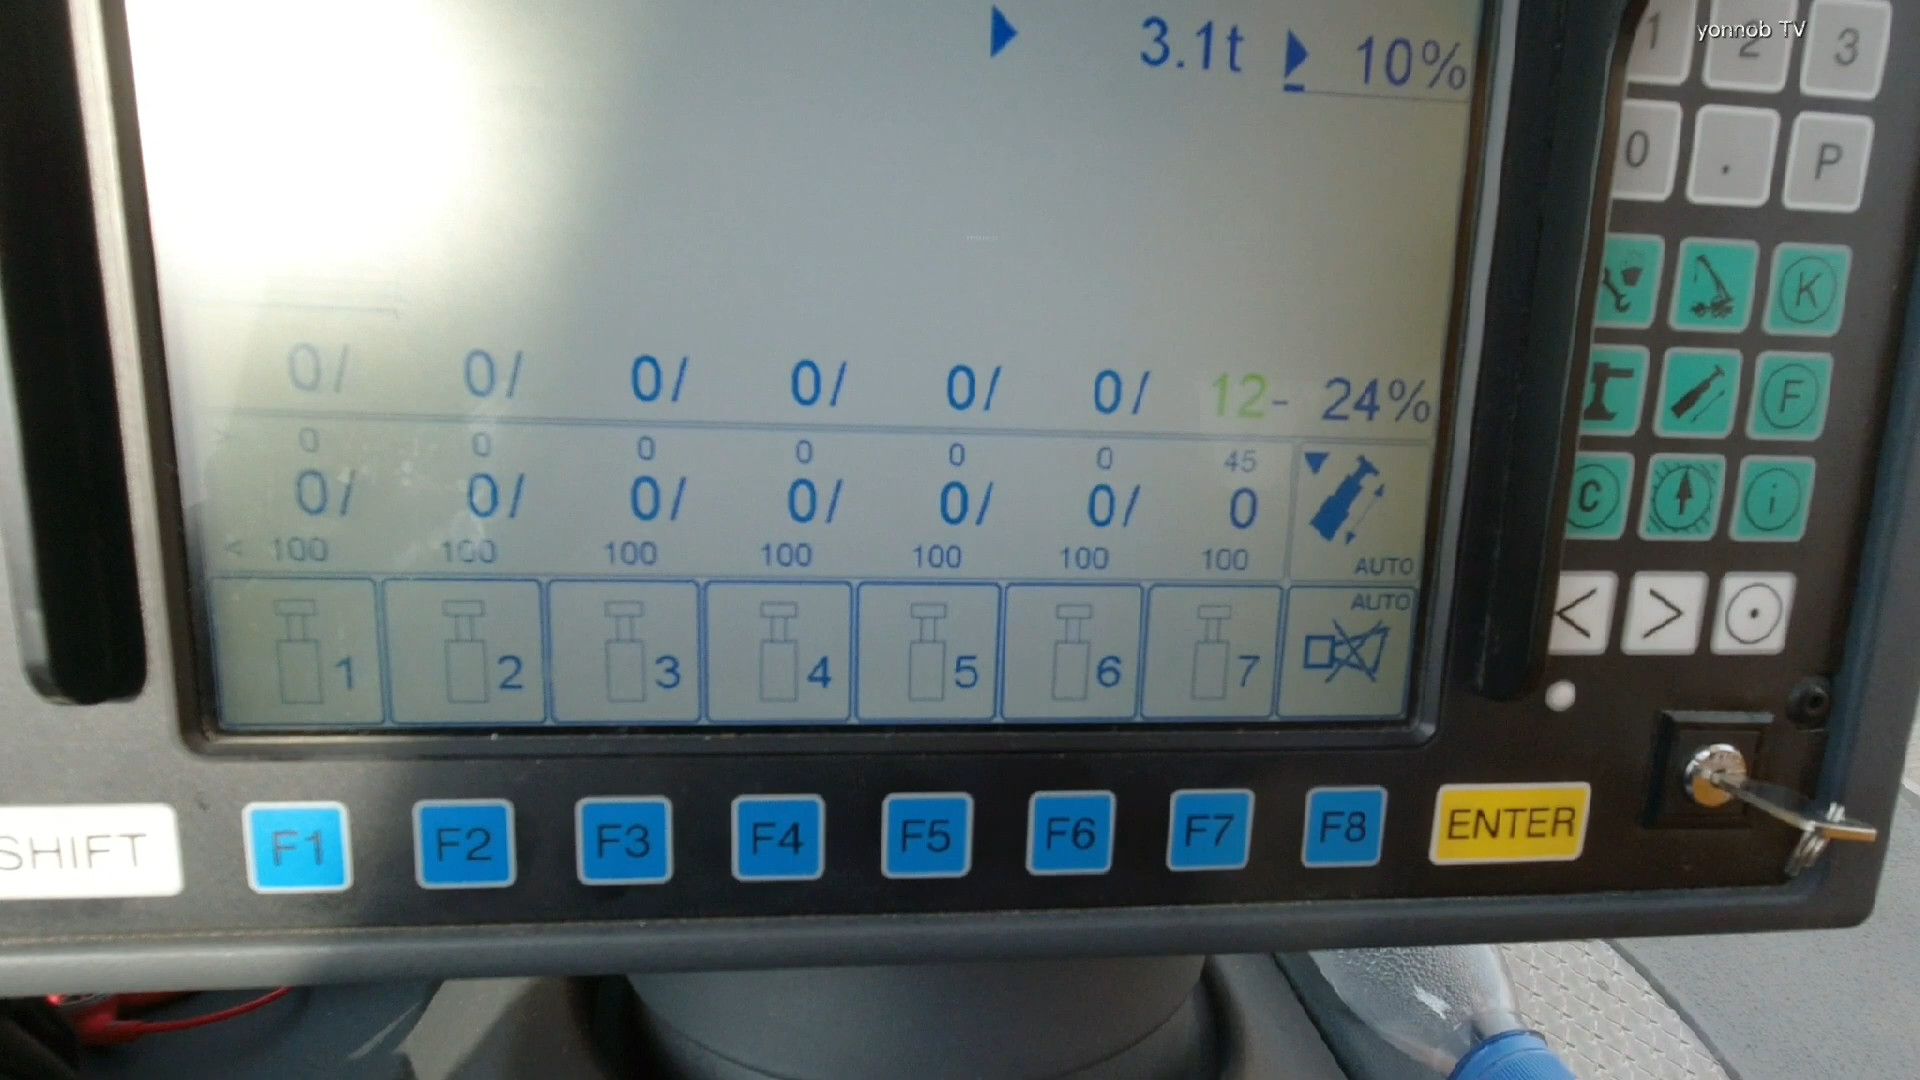 yonnob TV
3.1t 10%
1 2 3
0 . P
K
0/ 0/ 0/ 0/ 0/ 0/ 12- 24%
F
0 0 0 0 0 0 45
0/ 0/ 0/ 0/ 0/ 0/ 0
C i
< 100 100 100 100 100 100 100 AUTO
AUTO
1 2 3 4 5 6 7
< >
SHIFT F1 F2 F3 F4 F5 F6 F7 F8 ENTER